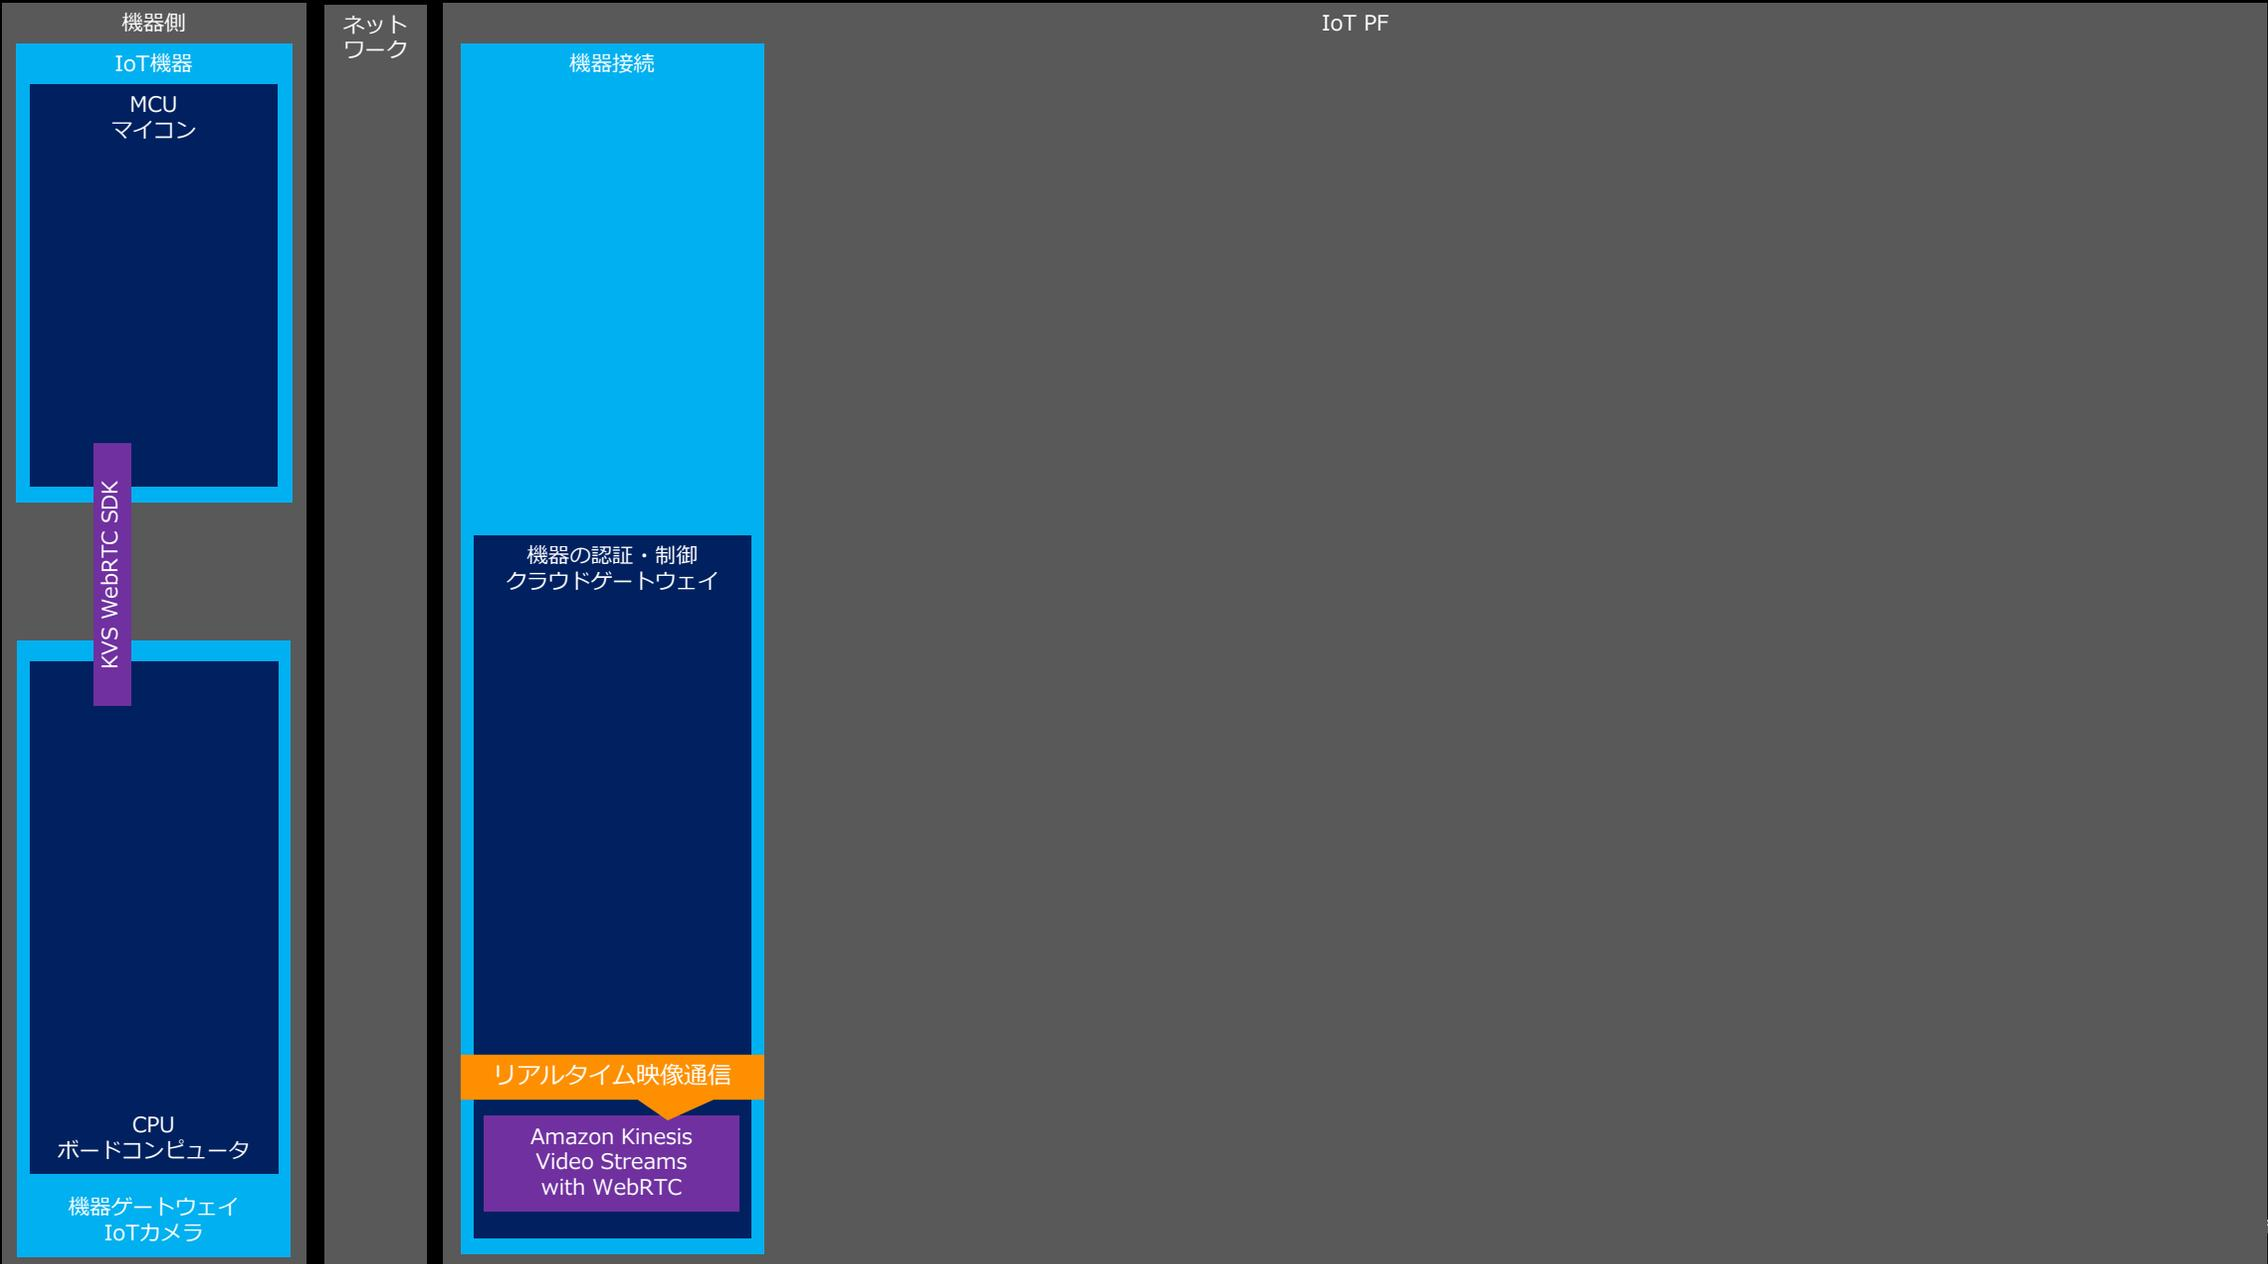 機器側
IoT機器
MCU
マイコン
KVS WebRTC SDK
CPU
ボードコンピュータ
機器ゲートウェイ
IoTカメラ
ネット
ワーク
IoT PF
機器接続
機器の認証・制御
クラウドゲートウェイ
リアルタイム映像通信
Amazon Kinesis
Video Streams
with WebRTC